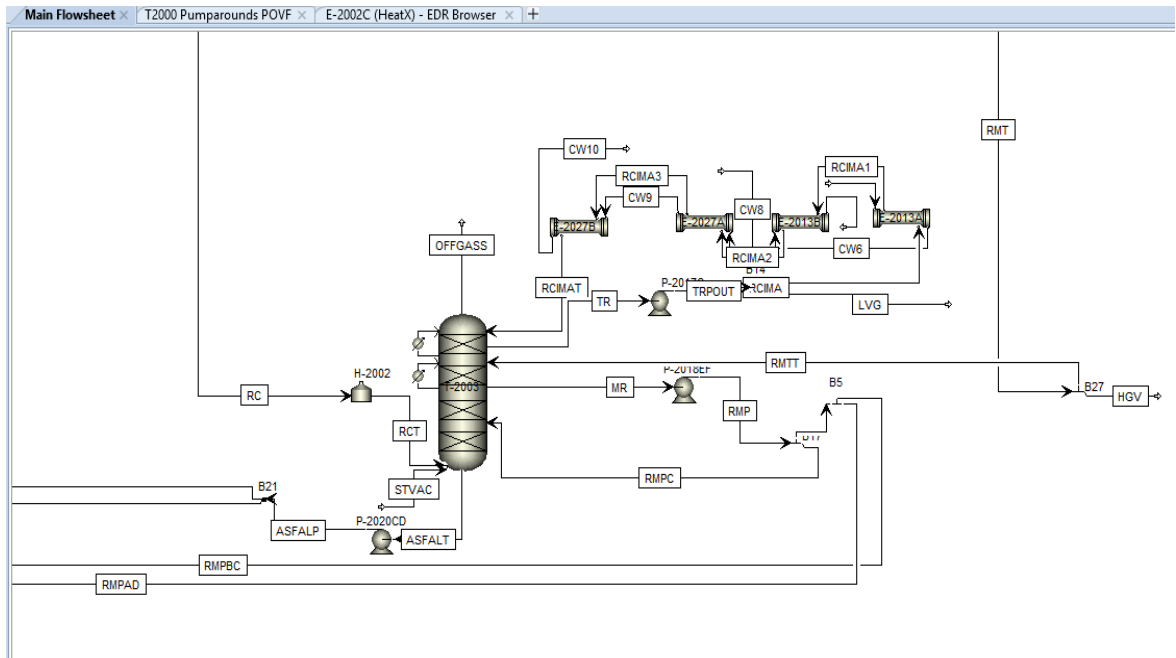 Main Flowsheet
T2000 Pumparounds POVF
E-2002C (HeatX) - EDR Browser
RMT
CW10
RCIMA3
RCIMA1
CW9
CW8
E-2027B
E-2027A
E-2013B
E-2013A
OFFGASS
RCIMA2
CW6
B14
RCIMAT
TR
TRPOUT
RCIMA
LVG
RMTT
H-2002
P-2018EF
B5
T-2003
RC
MR
B27
HGV
RMP
RCT
B17
RMPC
STVAC
B21
ASFALP
P-2020CD
ASFALT
RMPBC
RMPAD